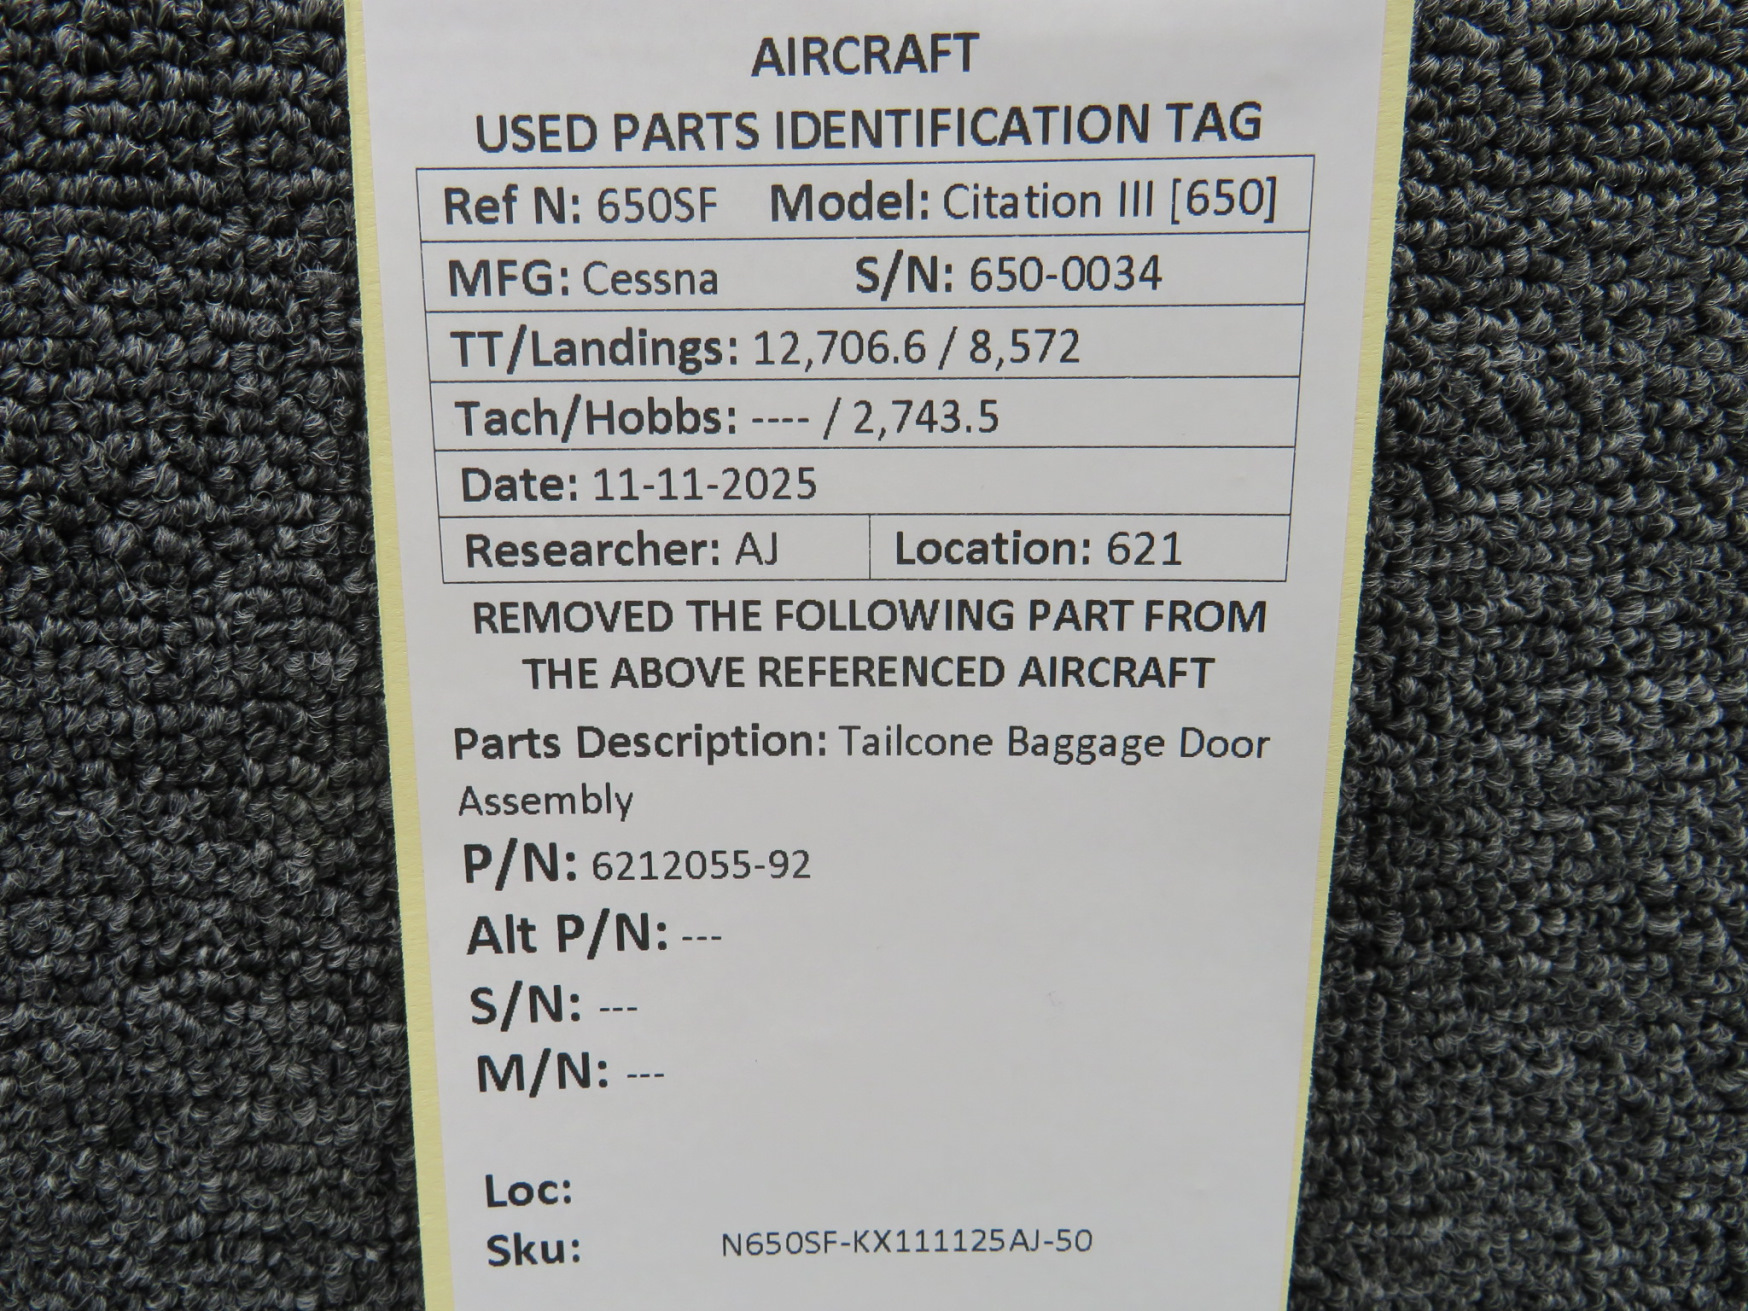 AIRCRAFT
USED PARTS IDENTIFICATION TAG
Ref N: 650SF Model: Citation III [650]
MFG: Cessna S/N: 650-0034
TT/Landings: 12,706.6 / 8,572
Tach/Hobbs: ---- / 2,743.5
Date: 11-11-2025
Researcher: AJ Location: 621
REMOVED THE FOLLOWING PART FROM
THE ABOVE REFERENCED AIRCRAFT
Parts Description: Tailcone Baggage Door
Assembly
P/N: 6212055-92
Alt P/N: ---
S/N: ---
M/N: ---
Loc:
Sku: N650SF-KX111125AJ-50